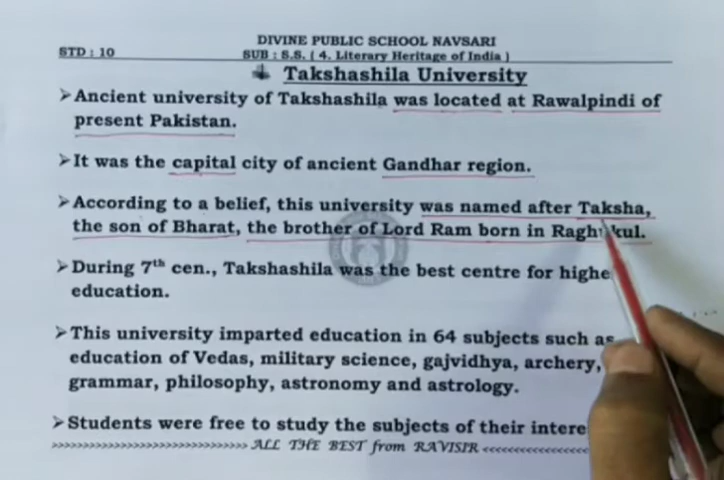 DIVINE PUBLIC SCHOOL NAVSARI
STD : 10 SUB : S.S. ( 4. Literary Heritage of India )
Takshashila University
➢Ancient university of Takshashila was located at Rawalpindi of
present Pakistan.
➢It was the capital city of ancient Gandhar region.
➢According to a belief, this university was named after Taksha,
the son of Bharat, the brother of Lord Ram born in Raghukul.
➢During 7th cen., Takshashila was the best centre for highe
education.
➢This university imparted education in 64 subjects such as
education of Vedas, military science, gajvidhya, archery,
grammar, philosophy, astronomy and astrology.
➢Students were free to study the subjects of their intere
ALL THE BEST from RAVISIR